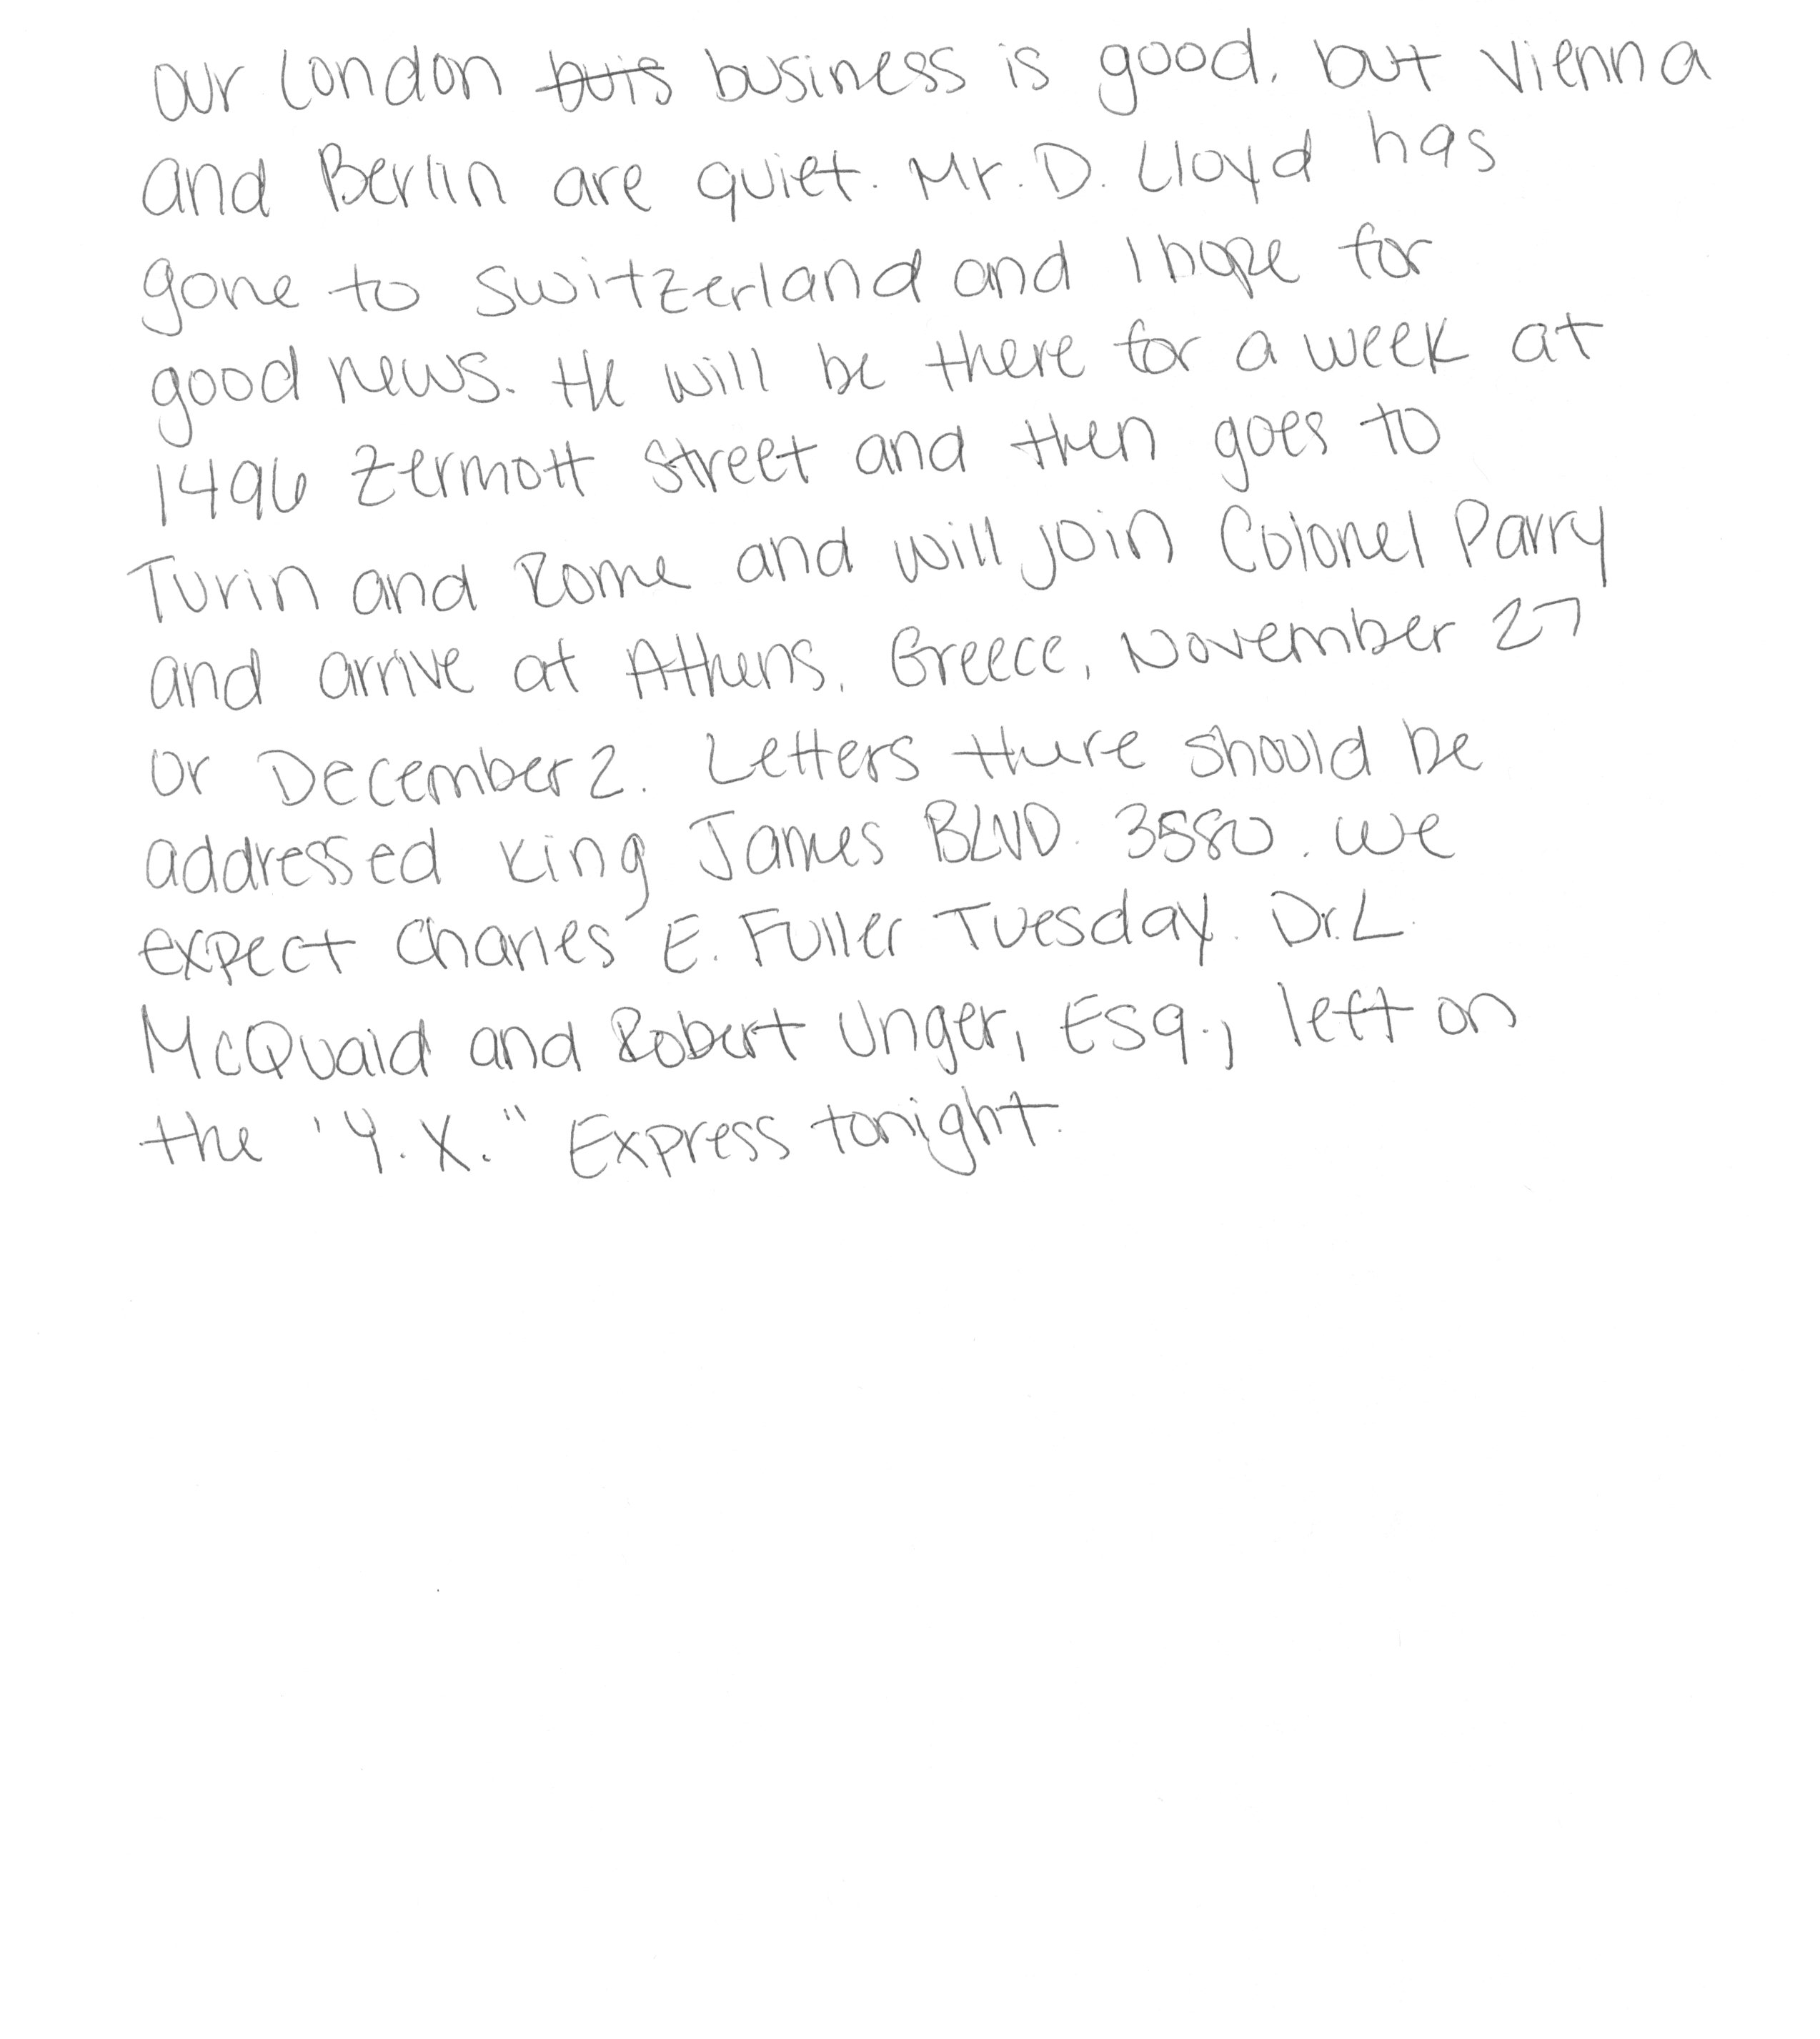 Our London buis business is good, but Vienna
and Berlin are quiet. Mr. D. Lloyd has
gone to Switzerland and I hope for
good news. He will be there for a week at
1496 Zermott Street and then goes to
Turin and Rome and will join Colonel Parry
and arrive at Athens, Greece, November 27
or December 2. Letters there should be
addressed King James BLVD. 3580. We
expect Charles E. Fuller Tuesday. Dr. L.
McQuaid and Robert Unger, Esq., left on
the "Y.X." Express tonight.